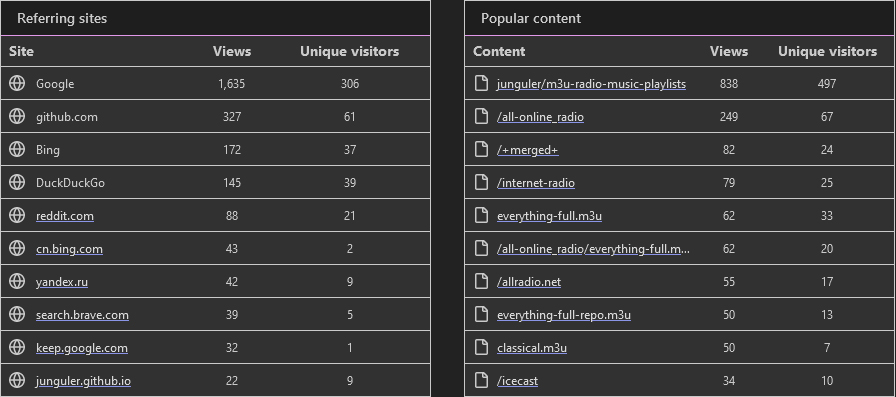 Referring sites
Site Views Unique visitors
Google 1,635 306
github.com 327 61
Bing 172 37
DuckDuckGo 145 39
reddit.com 88 21
cn.bing.com 43 2
yandex.ru 42 9
search.brave.com 39 5
keep.google.com 32 1
junguler.github.io 22 9
Popular content
Content Views Unique visitors
junguler/m3u-radio-music-playlists 838 497
/all-online_radio 249 67
/+merged+ 82 24
/internet-radio 79 25
everything-full.m3u 62 33
/all-online_radio/everything-full.m... 62 20
/allradio.net 55 17
everything-full-repo.m3u 50 13
classical.m3u 50 7
/icecast 34 10